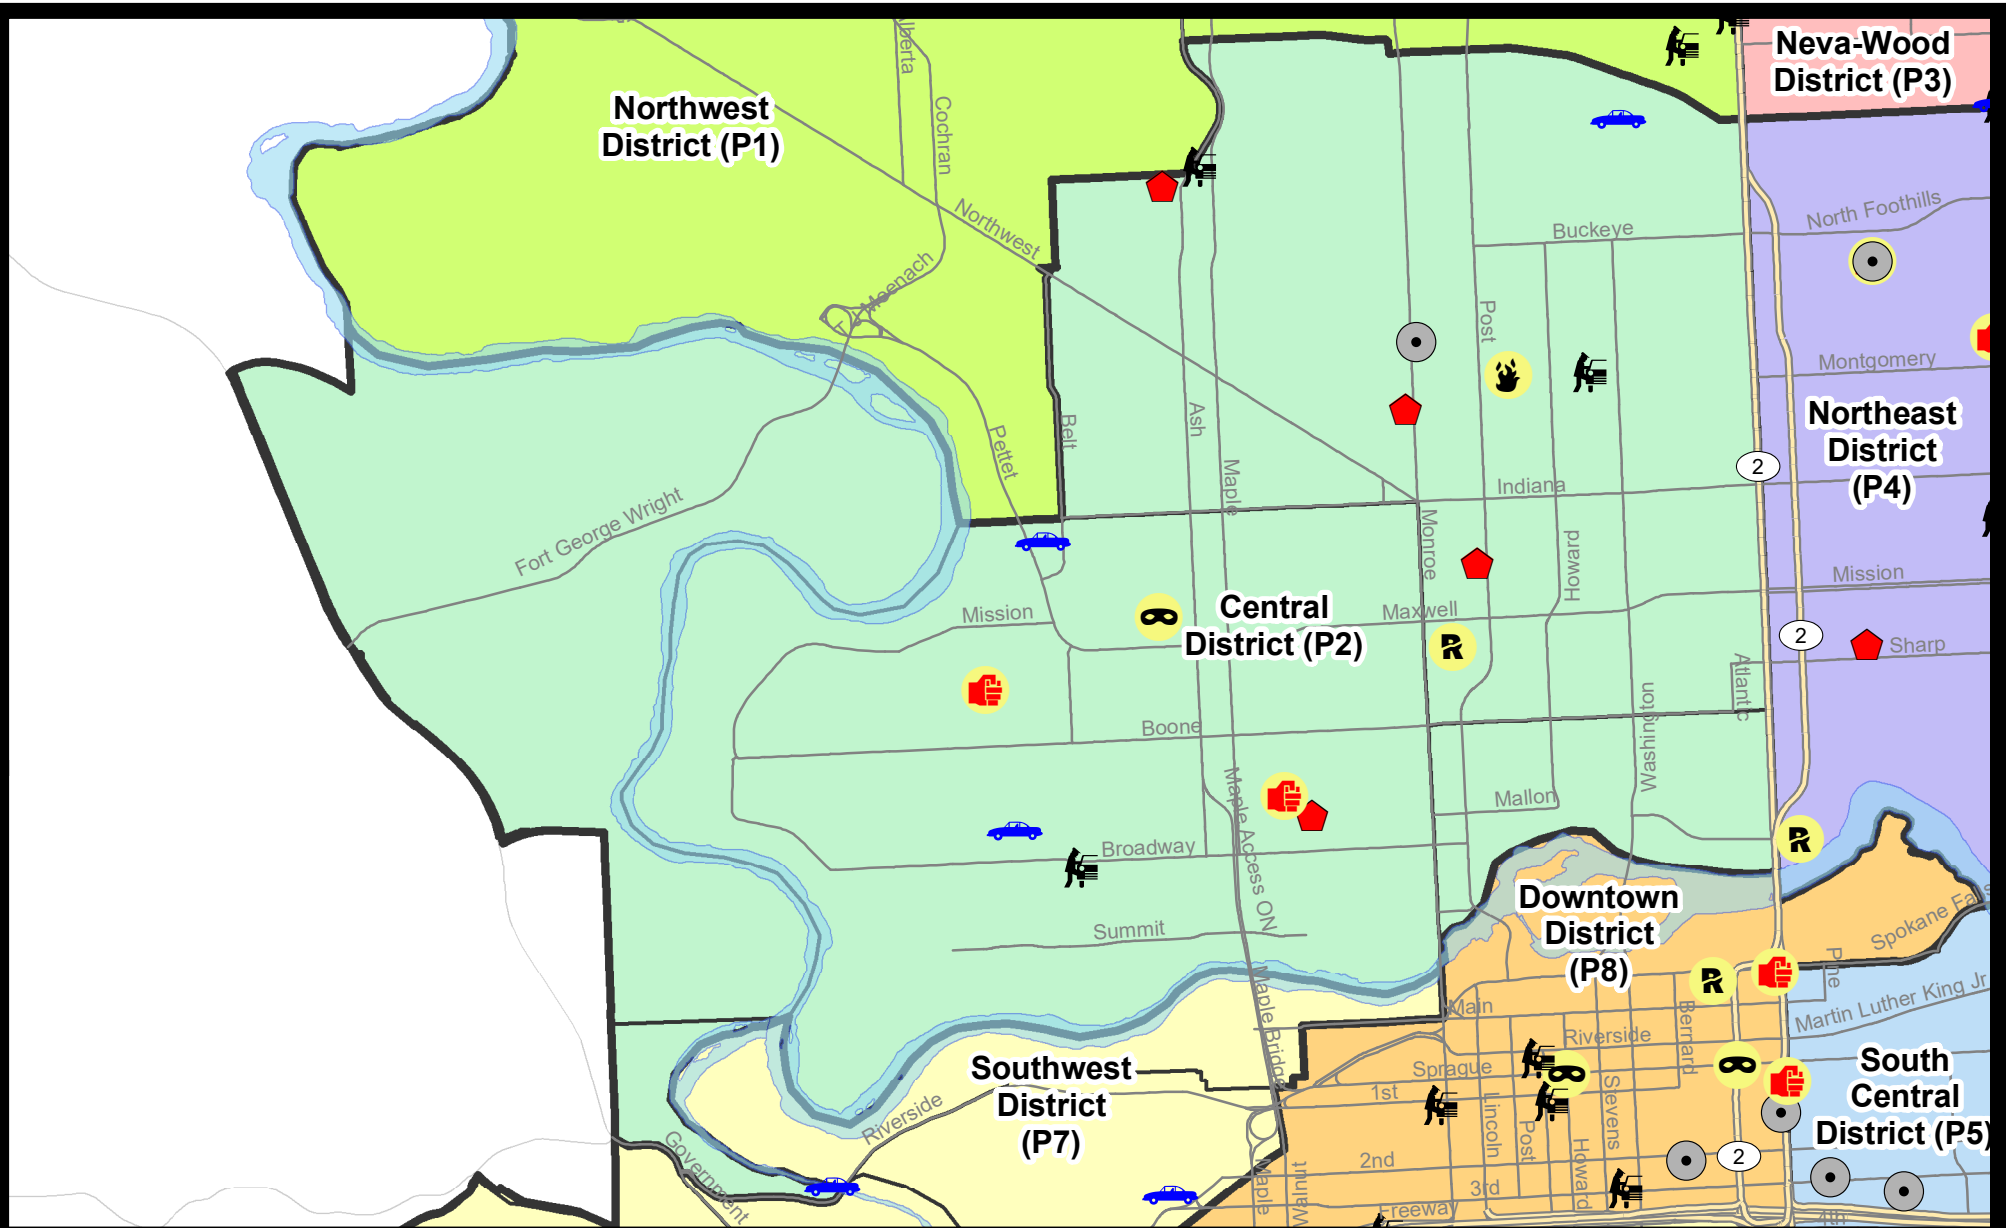 Neva-Wood
District (P3)
Northwest
District (P1)
Cochran
Northwest
Buckeye
North Foothills
Post
Montgomery
Northeast
District
(P4)
Belt
Ash
Pettet
Maple
2
Indiana
Fort George Wright
Monroe
Howard
Mission
Mission
Central
District (P2)
Maxwell
R
2
Sharp
Atlantic
Washington
Boone
Mallon
Maple Access ON
Broadway
R
Summit
Downtown
District
(P8)
Pine
R
Maple Bridge
Main
Bernard
Martin Luther King Jr
Riverside
Southwest
District
(P7)
Sprague
1st
South
Central
District (P5)
Riverside
Lincoln
Post
Stevens
Howard
Government
2nd
2
3rd
Maple
Walnut
Freeway
4th